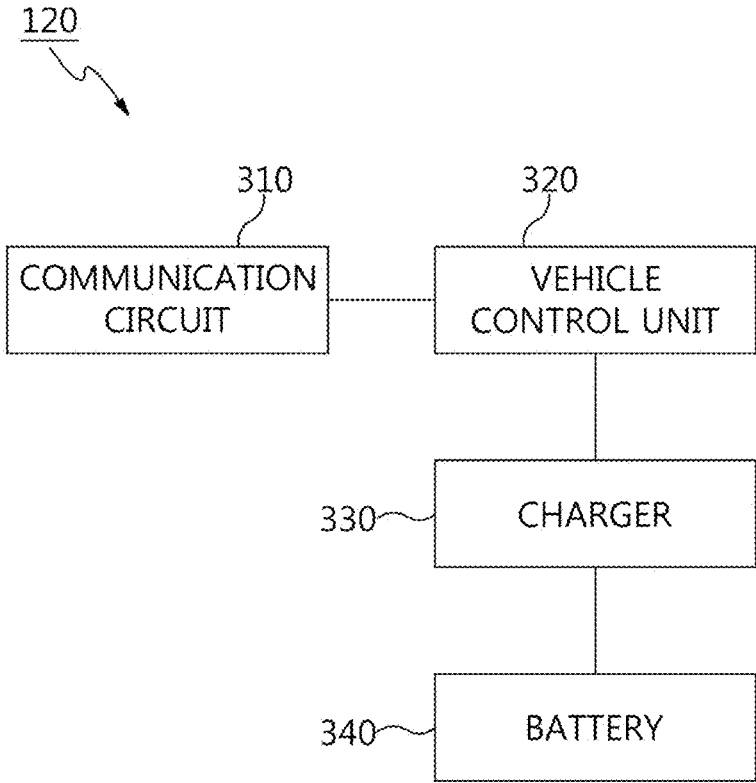 120
310
320
COMMUNICATION
CIRCUIT
VEHICLE
CONTROL UNIT
330
CHARGER
340
BATTERY